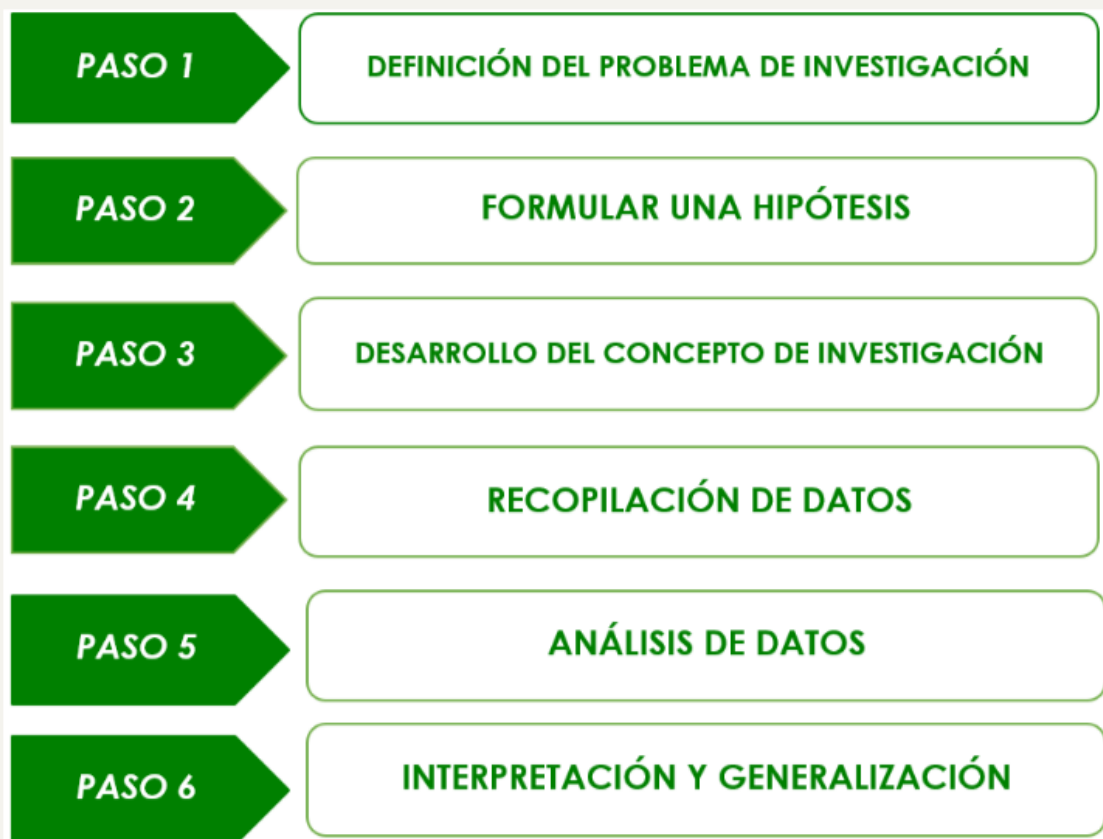 PASO 1
DEFINICIÓN DEL PROBLEMA DE INVESTIGACIÓN
PASO 2
FORMULAR UNA HIPÓTESIS
PASO 3
DESARROLLO DEL CONCEPTO DE INVESTIGACIÓN
PASO 4
RECOPILACIÓN DE DATOS
PASO 5
ANÁLISIS DE DATOS
PASO 6
INTERPRETACIÓN Y GENERALIZACIÓN